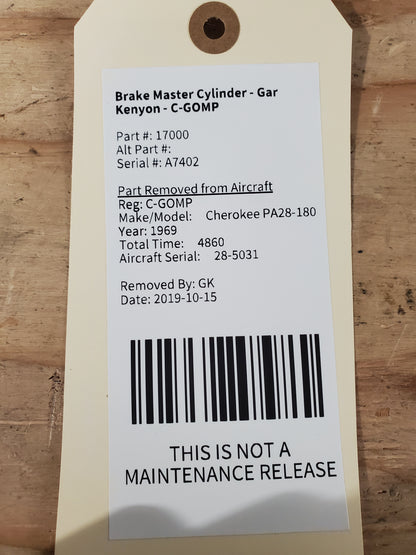 Brake Master Cylinder - Gar
Kenyon - C-GOMP
Part #: 17000
Alt Part #:
Serial #: A7402
Part Removed from Aircraft
Reg: C-GOMP
Make/Model: Cherokee PA28-180
Year: 1969
Total Time: 4860
Aircraft Serial: 28-5031
Removed By: GK
Date: 2019-10-15
THIS IS NOT A
MAINTENANCE RELEASE